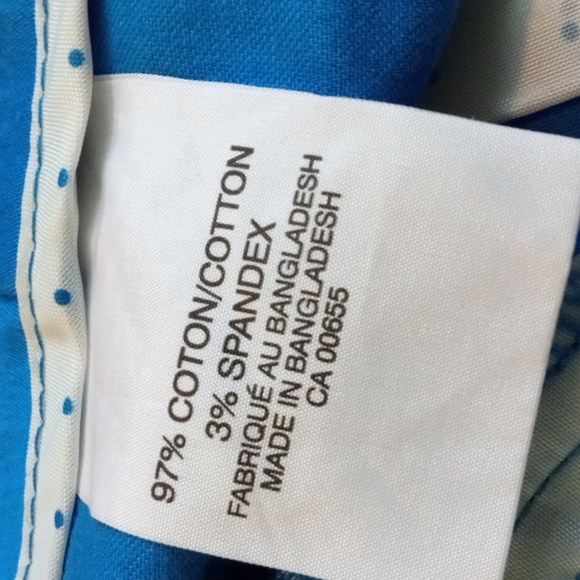 97% COTON/COTTON
3% SPANDEX
FABRIQUÉ AU BANGLADESH
MADE IN BANGLADESH
CA 00655